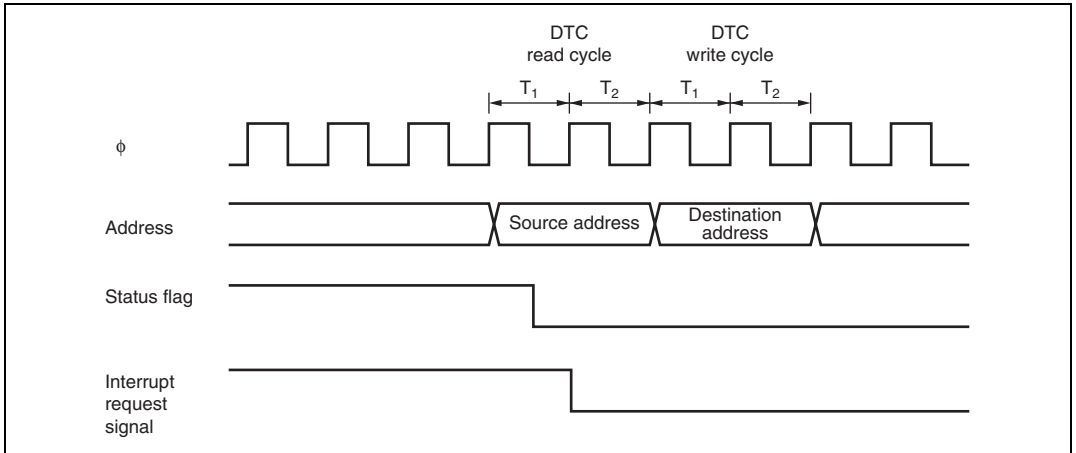 DTC
read cycle
DTC
write cycle
T1
T2
T1
T2
ϕ
Address
Source address
Destination
address
Status flag
Interrupt
request
signal